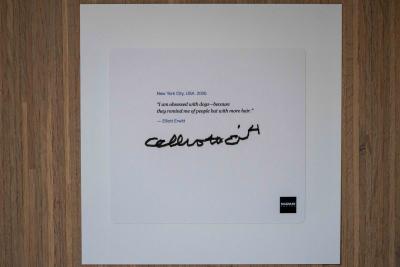 New York City, USA. 2000.
"I am obsessed with dogs—because
they remind me of people but with more hair."
— Elliott Erwitt
MAGNUM